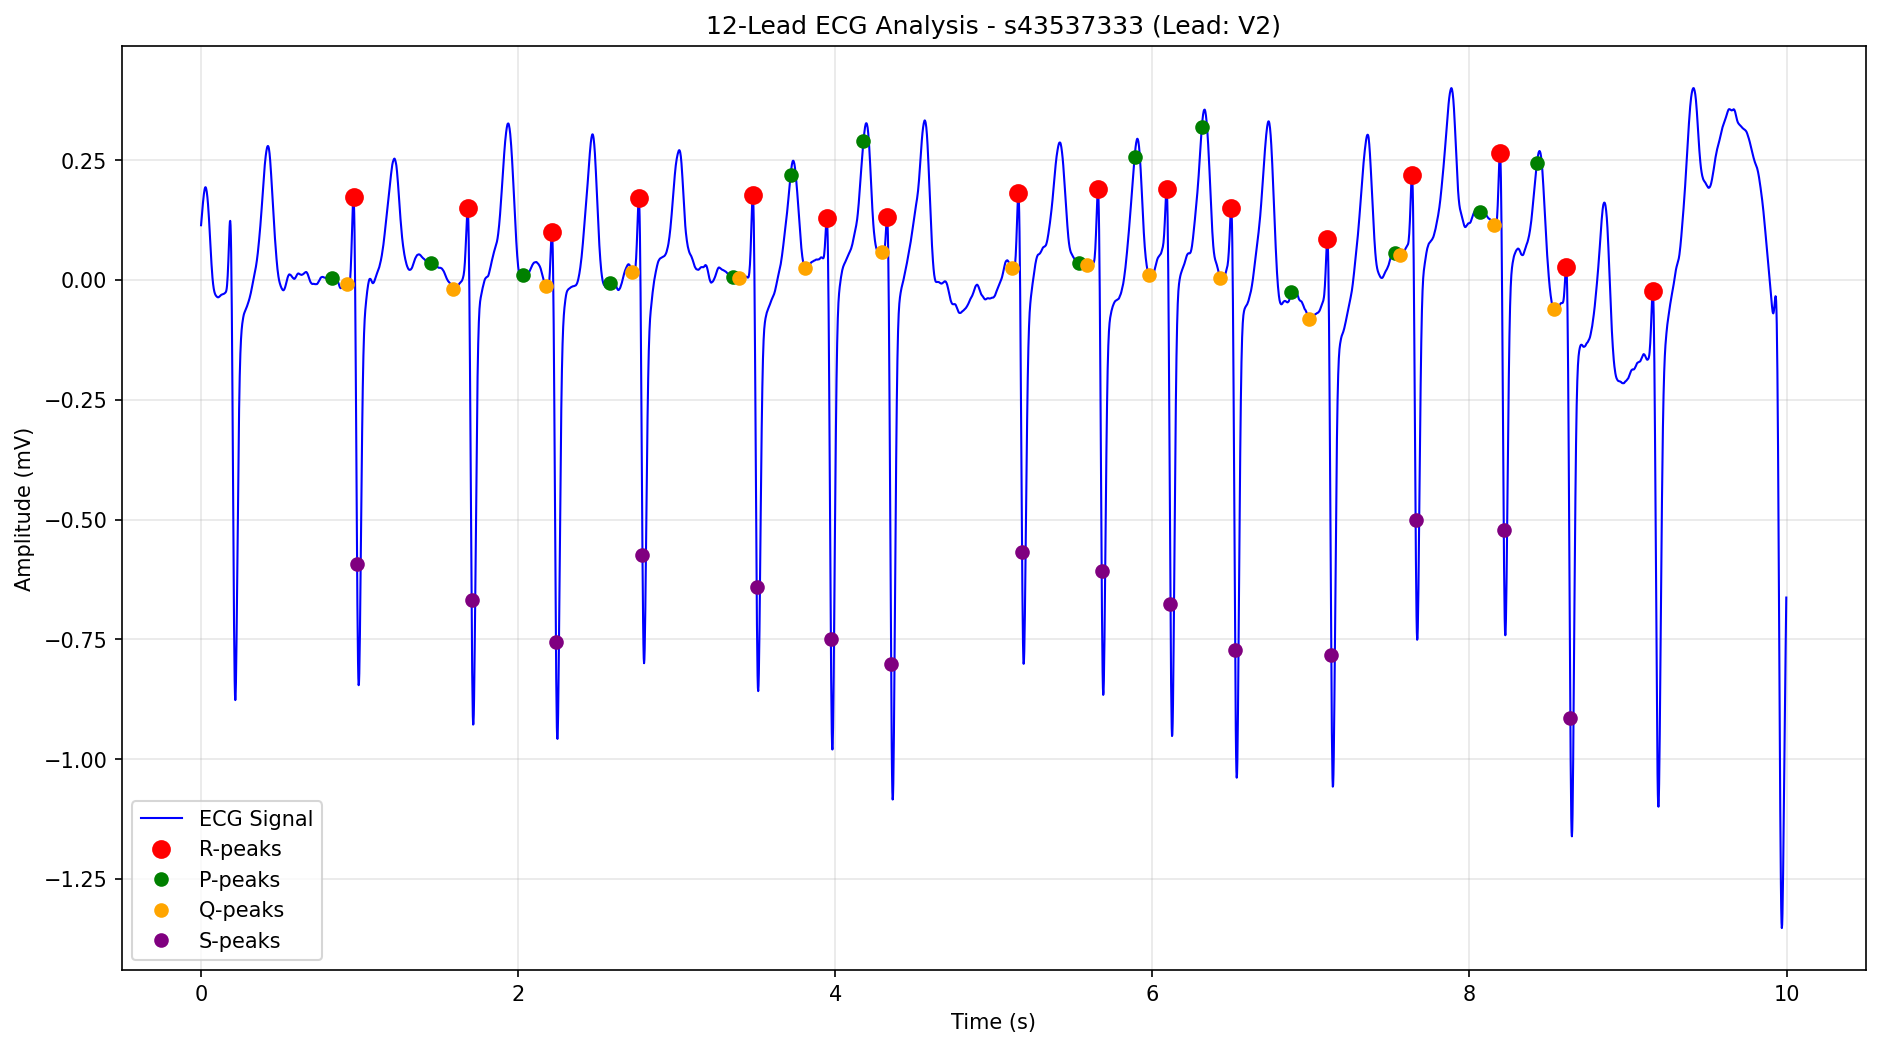 12-Lead ECG Analysis - s43537333 (Lead: V2)
Amplitude (mV)
0.25
0.00
−0.25
−0.50
−0.75
−1.00
−1.25
ECG Signal
R-peaks
P-peaks
Q-peaks
S-peaks
0 2 4 6 8 10
Time (s)